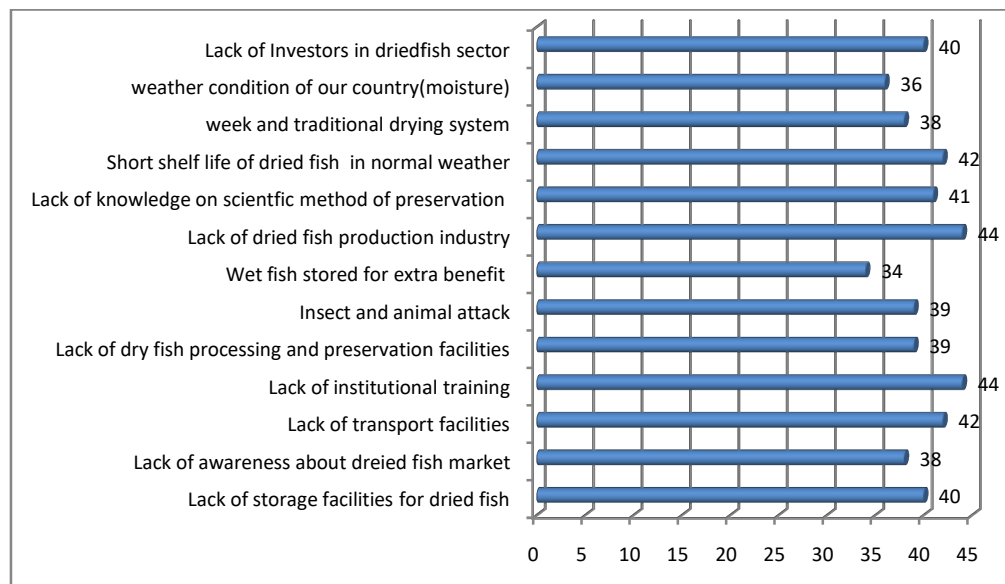 Lack of Investors in driedfish sector 40
weather condition of our country(moisture) 36
week and traditional drying system 38
Short shelf life of dried fish in normal weather 42
Lack of knowledge on scientfic method of preservation 41
Lack of dried fish production industry 44
Wet fish stored for extra benefit 34
Insect and animal attack 39
Lack of dry fish processing and preservation facilities 39
Lack of institutional training 44
Lack of transport facilities 42
Lack of awareness about dreied fish market 38
Lack of storage facilities for dried fish 40
0 5 10 15 20 25 30 35 40 45